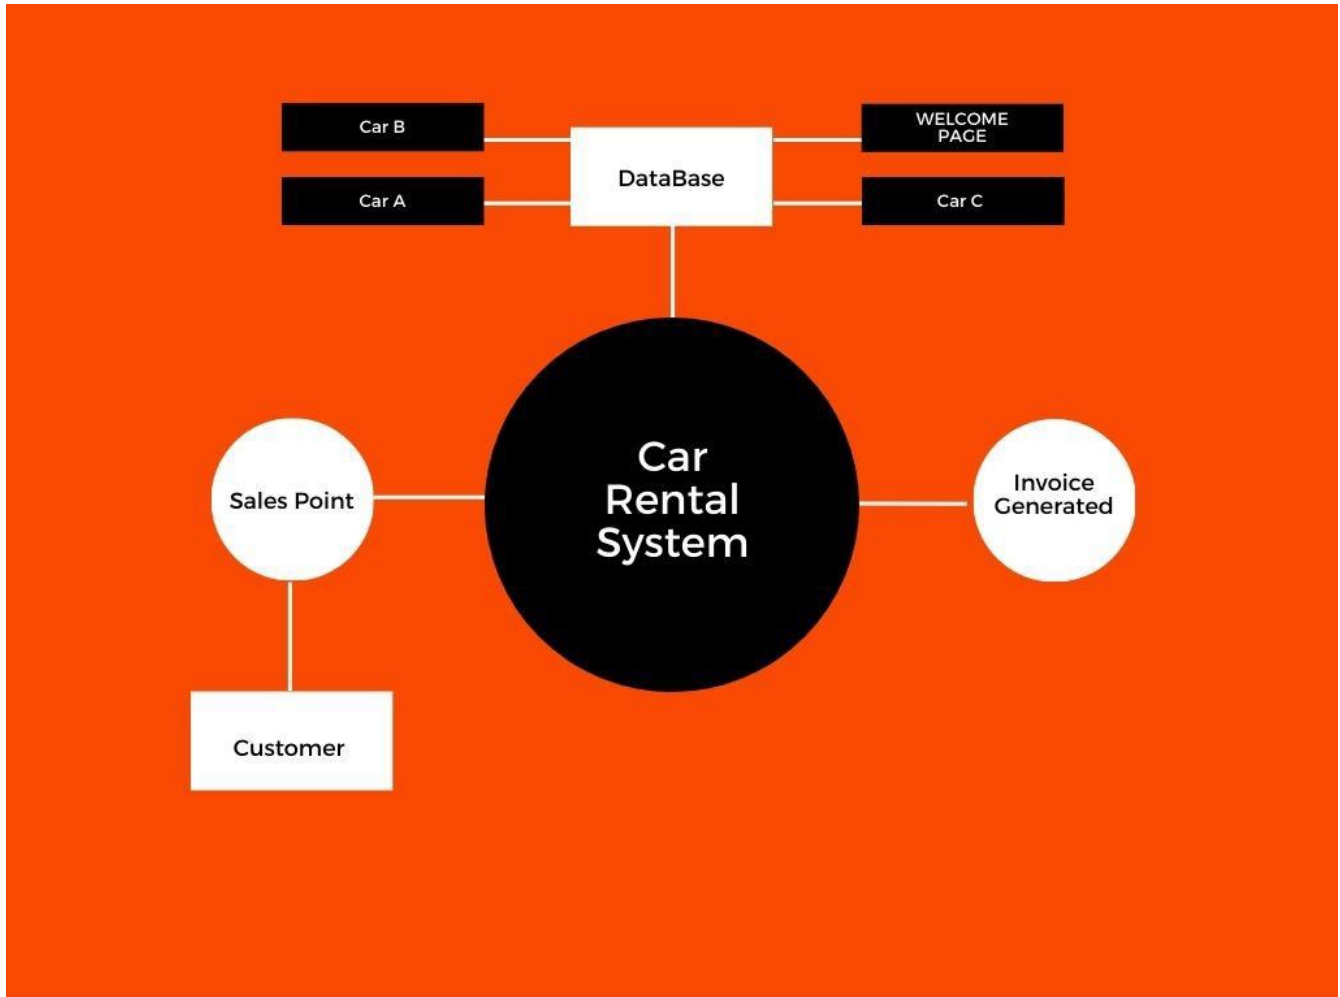 Car B
WELCOME
PAGE
DataBase
Car A
Car C
Car
Rental
System
Sales Point
Invoice
Generated
Customer